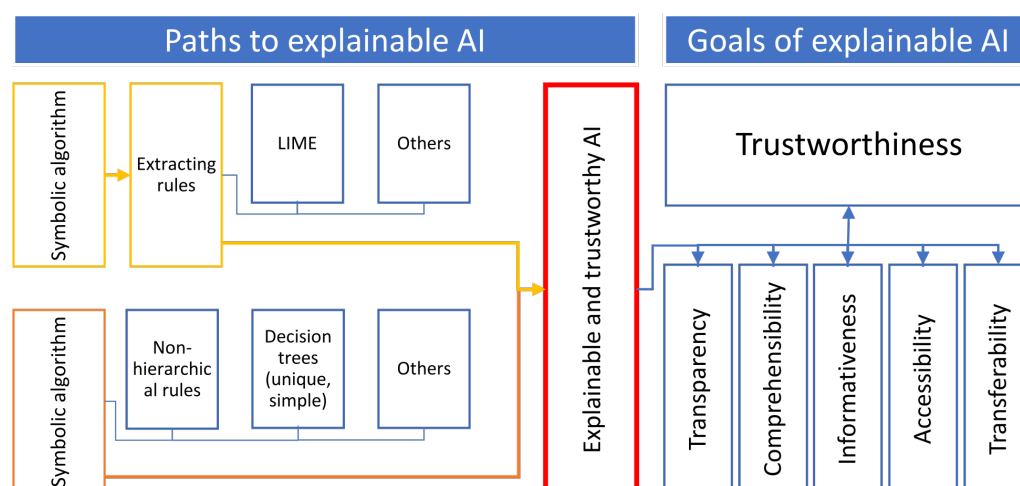 Paths to explainable AI
Goals of explainable AI
Symbolic algorithm
Extracting
rules
LIME
Others
Explainable and trustworthy AI
Trustworthiness
Symbolic algorithm
Non-
hierarchic
al rules
Decision
trees
(unique,
simple)
Others
Transparency
Comprehensibility
Informativeness
Accessibility
Transferability